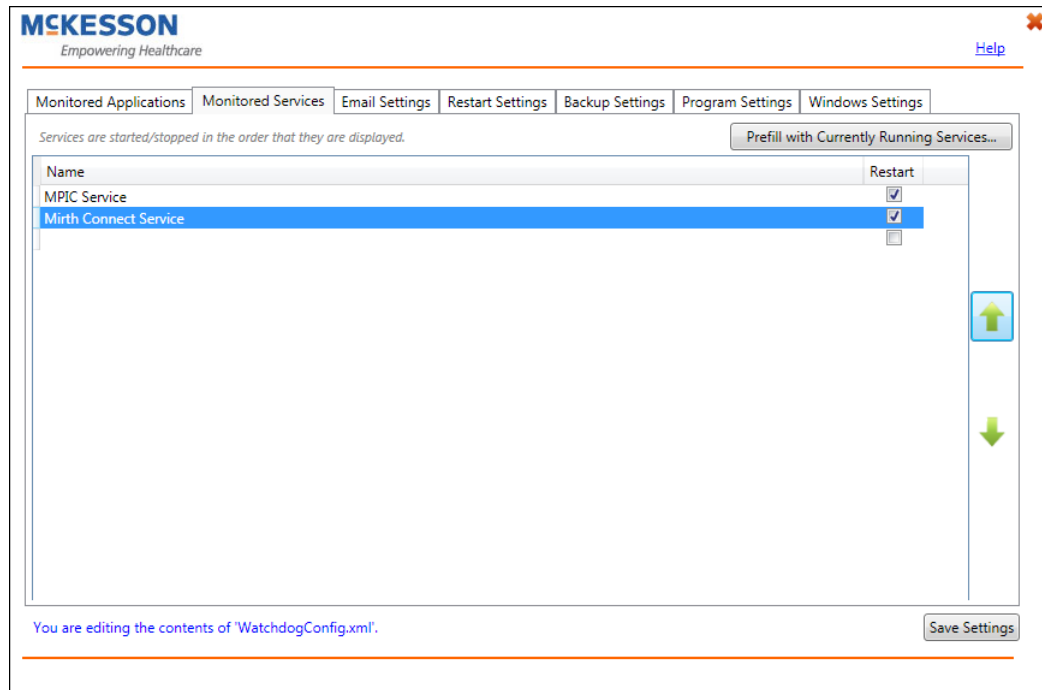 McKESSON
Empowering Healthcare
Help
Monitored Applications Monitored Services Email Settings Restart Settings Backup Settings Program Settings Windows Settings
Services are started/stopped in the order that they are displayed.
Prefill with Currently Running Services...
Name Restart
MPIC Service
Mirth Connect Service
You are editing the contents of 'WatchdogConfig.xml'.
Save Settings